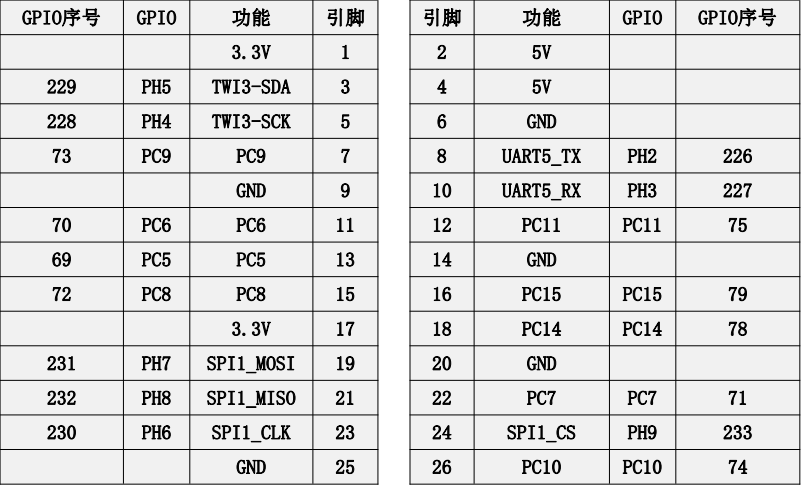 GPIO序号 GPIO 功能 引脚 引脚 功能 GPIO GPIO序号
3.3V 1 2 5V
229 PH5 TWI3-SDA 3 4 5V
228 PH4 TWI3-SCK 5 6 GND
73 PC9 PC9 7 8 UART5_TX PH2 226
GND 9 10 UART5_RX PH3 227
70 PC6 PC6 11 12 PC11 PC11 75
69 PC5 PC5 13 14 GND
72 PC8 PC8 15 16 PC15 PC15 79
3.3V 17 18 PC14 PC14 78
231 PH7 SPI1_MOSI 19 20 GND
232 PH8 SPI1_MISO 21 22 PC7 PC7 71
230 PH6 SPI1_CLK 23 24 SPI1_CS PH9 233
GND 25 26 PC10 PC10 74